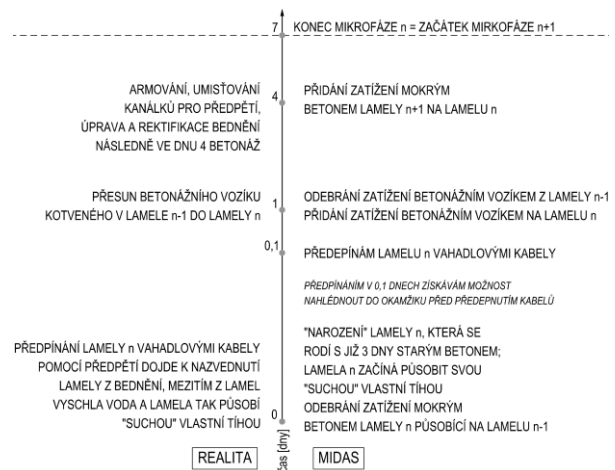 7 KONEC MIKROFÁZE n = ZAČÁTEK MIRKOFÁZE n+1
ARMOVÁNÍ, UMISŤOVÁNÍ
KANÁLKŮ PRO PŘEDPĚTÍ,
ÚPRAVA A REKTIFIKACE BEDNĚNÍ
NÁSLEDNĚ VE DNU 4 BETONÁŽ
4
PŘIDÁNÍ ZATÍŽENÍ MOKRÝM
BETONEM LAMELY n+1 NA LAMELU n
PŘESUN BETONÁŽNÍHO VOZÍKU
KOTVENÉHO V LAMELE n-1 DO LAMELY n
1
ODEBRÁNÍ ZATÍŽENÍ BETONÁŽNÍM VOZÍKEM Z LAMELY n-1
PŘIDÁNÍ ZATÍŽENÍ BETONÁŽNÍM VOZÍKEM NA LAMELU n
0,1
PŘEDEPÍNÁM LAMELU n VAHADLOVÝMI KABELY
PŘEDPÍNÁNÍM V 0,1 DNECH ZÍSKÁVÁM MOŽNOST
NAHLÉDNOUT DO OKAMŽIKU PŘED PŘEDEPNUTÍM KABELŮ
PŘEDPÍNÁNÍ LAMELY n VAHADLOVÝMI KABELY
POMOCÍ PŘEDPĚTÍ DOJDE K NAZVEDNUTÍ
LAMELY Z BEDNĚNÍ, MEZITÍM Z LAMEL
VYSCHLA VODA A LAMELA TAK PŮSOBÍ
"SUCHOU" VLASTNÍ TÍHOU
0
"NAROZENÍ" LAMELY n, KTERÁ SE
RODÍ S JIŽ 3 DNY STARÝM BETONEM;
LAMELA n ZAČÍNÁ PŮSOBIT SVOU
"SUCHOU" VLASTNÍ TÍHOU
ODEBRÁNÍ ZATÍŽENÍ MOKRÝM
BETONEM LAMELY n PŮSOBÍCÍ NA LAMELU n-1
REALITA
čas [dny]
MIDAS